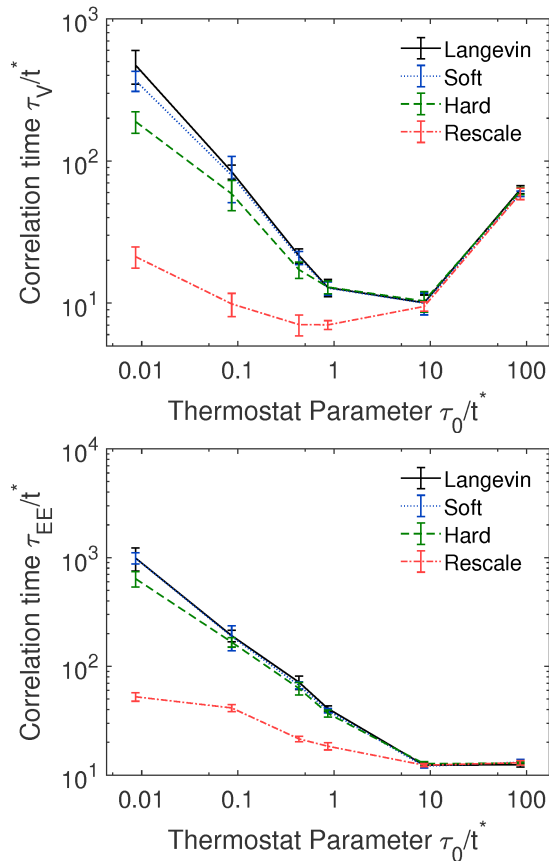 10^3
10^2
10^1
Correlation time τ_V/t^*
Langevin
Soft
Hard
Rescale
0.01 0.1 1 10 100
Thermostat Parameter τ_0/t^*
10^4
10^3
10^2
10^1
Correlation time τ_EE/t^*
Langevin
Soft
Hard
Rescale
0.01 0.1 1 10 100
Thermostat Parameter τ_0/t^*